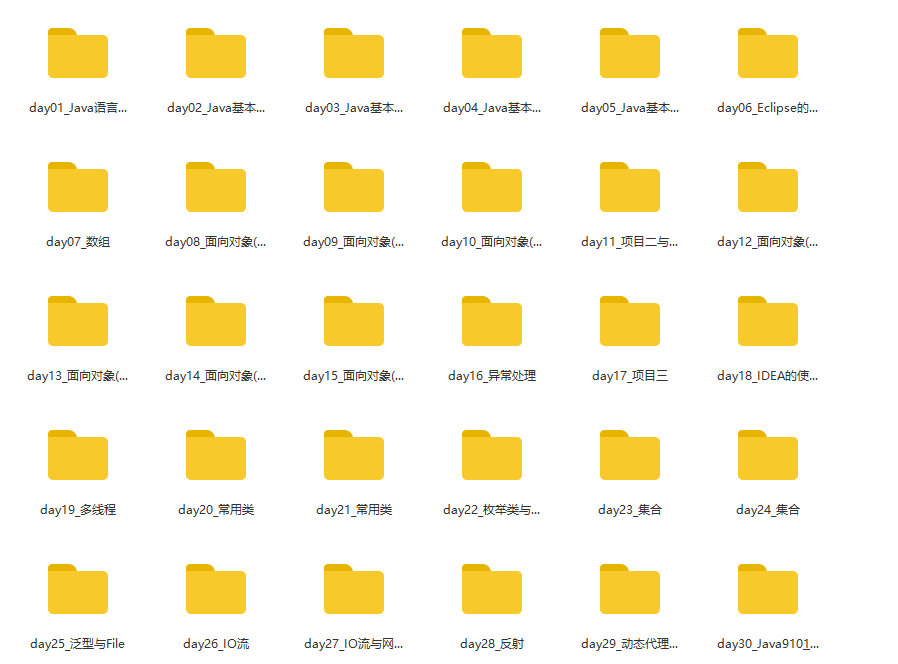 day01_Java语言...
day02_Java基本...
day03_Java基本...
day04_Java基本...
day05_Java基本...
day06_Eclipse的...
day07_数组
day08_面向对象(...
day09_面向对象(...
day10_面向对象(...
day11_项目二与...
day12_面向对象(...
day13_面向对象(...
day14_面向对象(...
day15_面向对象(...
day16_异常处理
day17_项目三
day18_IDEA的使...
day19_多线程
day20_常用类
day21_常用类
day22_枚举类与...
day23_集合
day24_集合
day25_泛型与File
day26_IO流
day27_IO流与网...
day28_反射
day29_动态代理...
day30_Java9101...